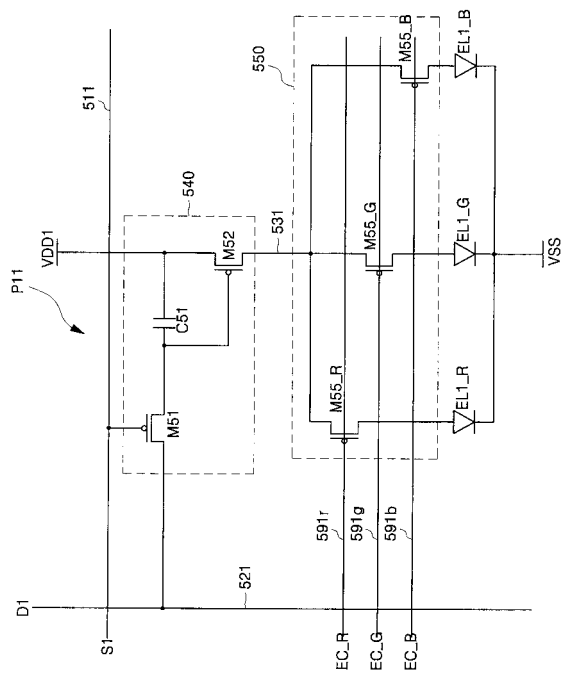 P11
VDD1
511
540
550
D1
S1
M51
C51
M52
531
521
M55_R
M55_G
M55_B
591r
591g
591b
EC_R
EC_G
EC_B
EL1_R
EL1_G
EL1_B
VSS